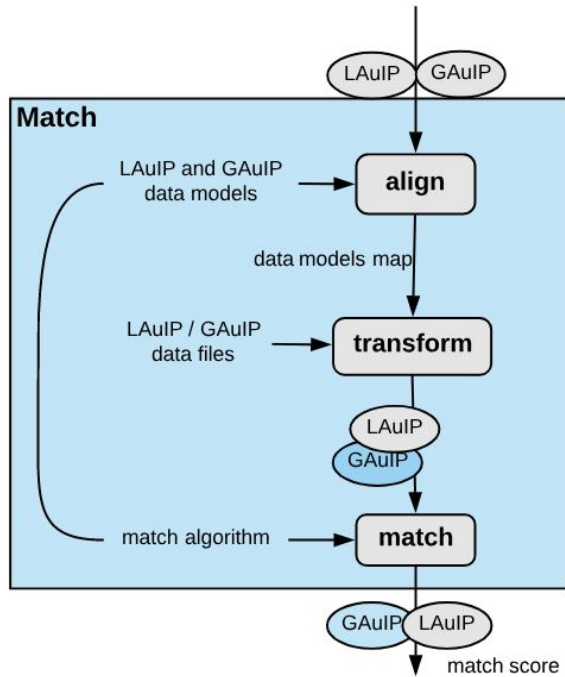 LAuIP GAuIP
Match
LAuIP and GAuIP
data models
align
data models map
LAuIP / GAuIP
data files
transform
LAuIP
GAuIP
match algorithm
match
GAuIP LAuIP
match score